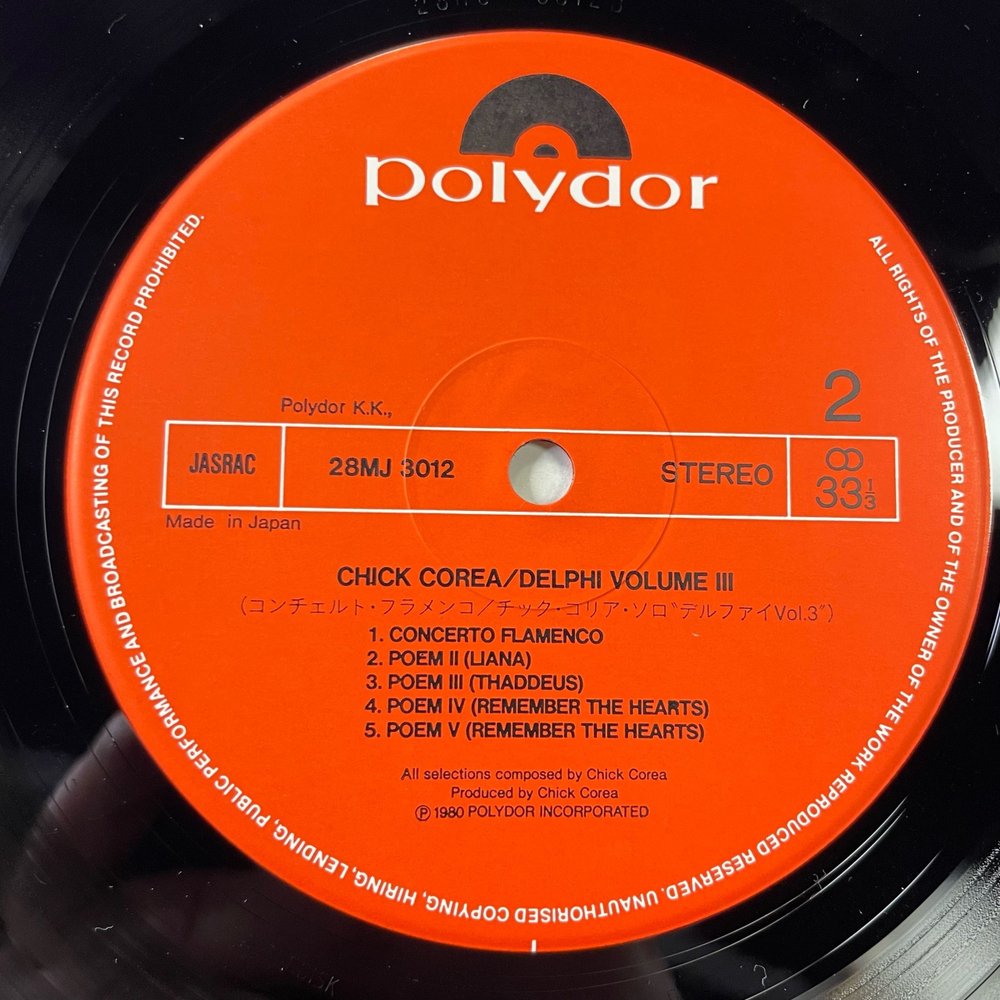 polydor
ALL RIGHTS OF THE PRODUCER AND OF THE OWNER OF THE WORK REPRODUCED RESERVED. UNAUTHORISED COPYING, HIRING, LENDING, PUBLIC PERFORMANCE AND BROADCASTING OF THIS RECORD PROHIBITED.
2
Polydor K.K.,
JASRAC 28MJ 3012 STEREO ꝏ 33⅓
Made in Japan
CHICK COREA/DELPHI VOLUME III
(コンチェルト・フラメンコ／チック・コリア・ソロ"デルファイVol.3")
1. CONCERTO FLAMENCO
2. POEM II (LIANA)
3. POEM III (THADDEUS)
4. POEM IV (REMEMBER THE HEARTS)
5. POEM V (REMEMBER THE HEARTS)
All selections composed by Chick Corea
Produced by Chick Corea
℗ 1980 POLYDOR INCORPORATED